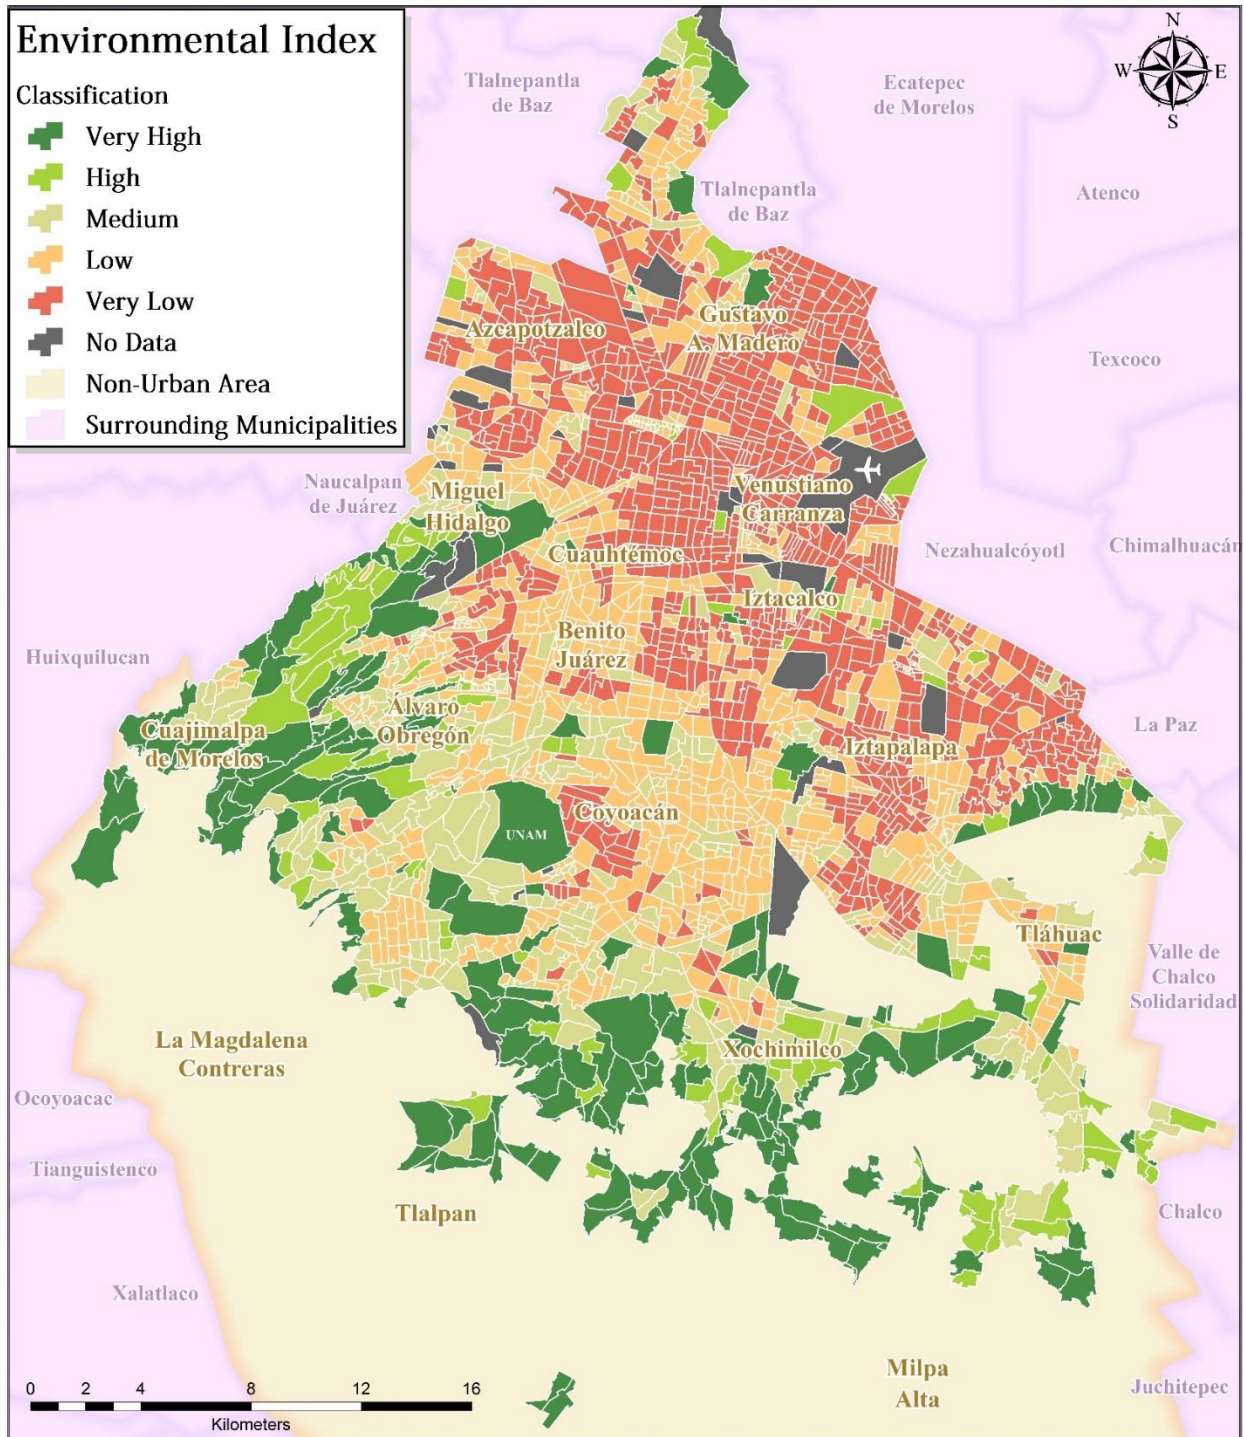 Environmental Index
Classification
Very High
High
Medium
Low
Very Low
No Data
Non-Urban Area
Surrounding Municipalities
N
W
E
S
Tlalnepantla
de Baz
Ecatepec
de Morelos
Tlalnepantla
de Baz
Atenco
Azcapotzalco
Gustavo
A. Madero
Texcoco
Naucalpan
de Juárez
Miguel
Hidalgo
Venustiano
Carranza
Cuauhtémoc
Nezahualcóyotl
Chimalhuacán
Iztacalco
Benito
Juárez
Huixquilucan
Álvaro
Obregón
La Paz
Cuajimalpa
de Morelos
Iztapalapa
Coyoacán
UNAM
Tláhuac
Valle de
Chalco
Solidaridad
La Magdalena
Contreras
Xochimilco
Ocoyoacac
Tianguistenco
Tlalpan
Chalco
Xalatlaco
Milpa
Alta
Juchitepec
0 2 4 8 12 16
Kilometers